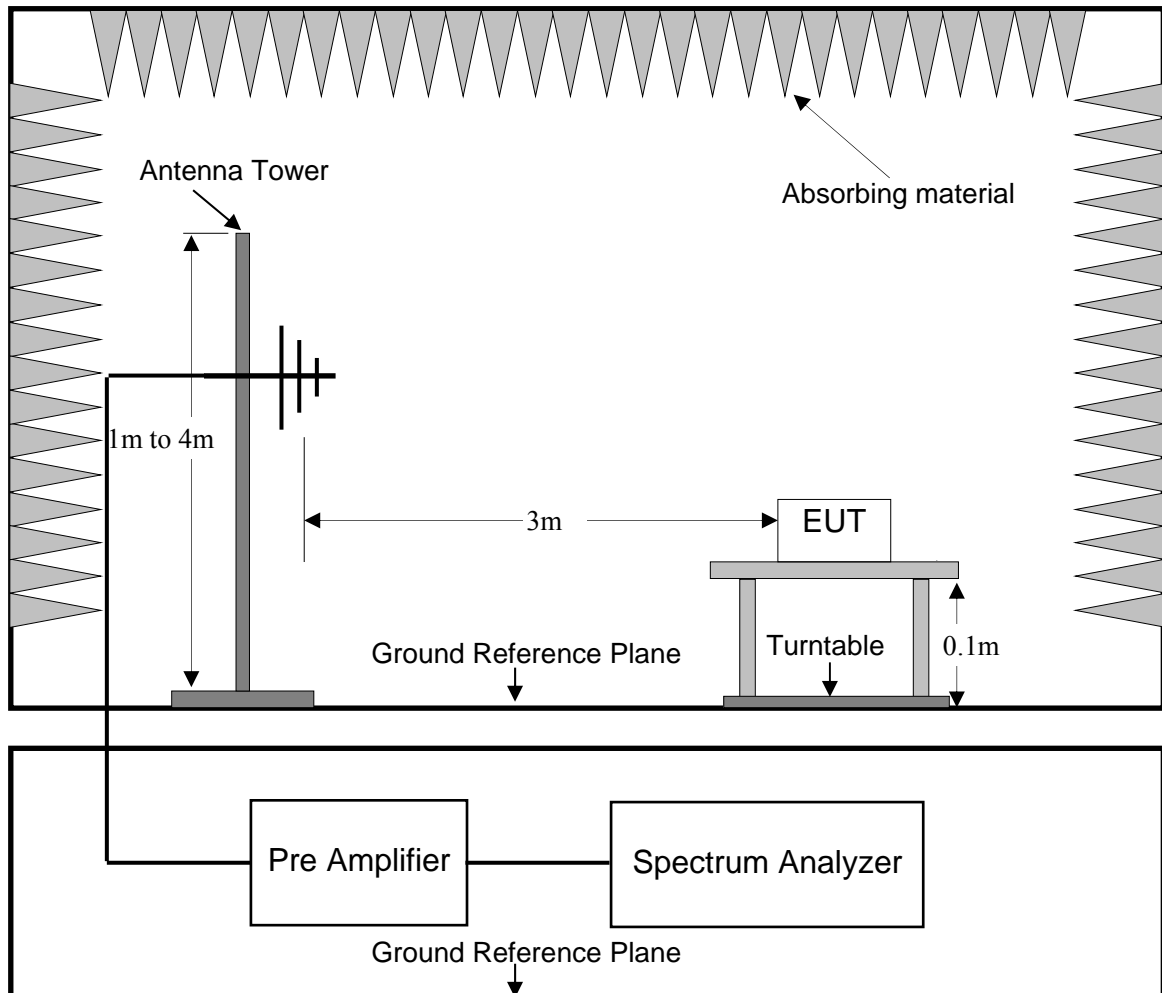 Antenna Tower
Absorbing material
1m to 4m
3m
EUT
Ground Reference Plane
Turntable
0.1m
Pre Amplifier
Spectrum Analyzer
Ground Reference Plane